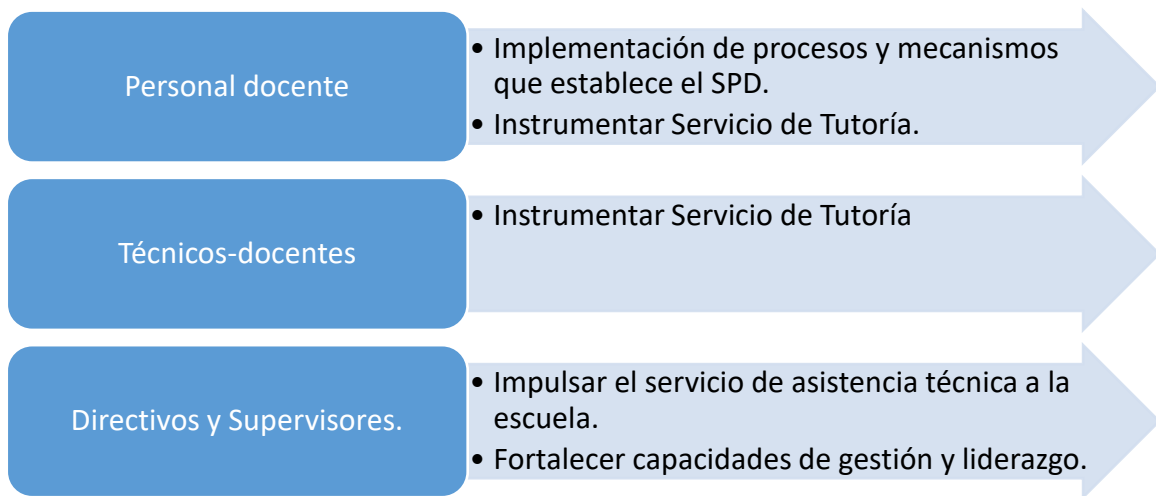 Personal docente
• Implementación de procesos y mecanismos
que establece el SPD.
• Instrumentar Servicio de Tutoría.
Técnicos-docentes
• Instrumentar Servicio de Tutoría
Directivos y Supervisores.
• Impulsar el servicio de asistencia técnica a la
escuela.
• Fortalecer capacidades de gestión y liderazgo.